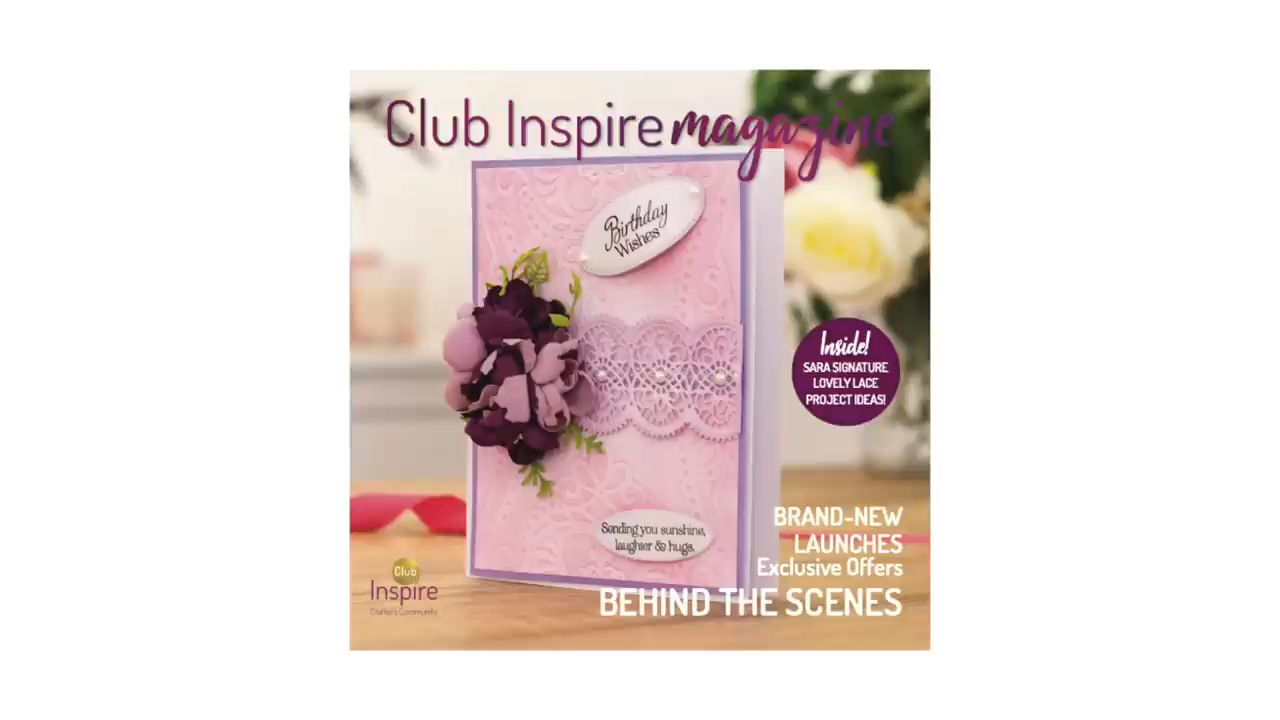 Club Inspire magazine
Birthday
Wishes
Inside!
SARA SIGNATURE
LOVELY LACE
PROJECT IDEAS!
Sending you sunshine,
laughter & hugs.
BRAND-NEW
LAUNCHES
Exclusive Offers
BEHIND THE SCENES
Club
Inspire
Crafter's Community